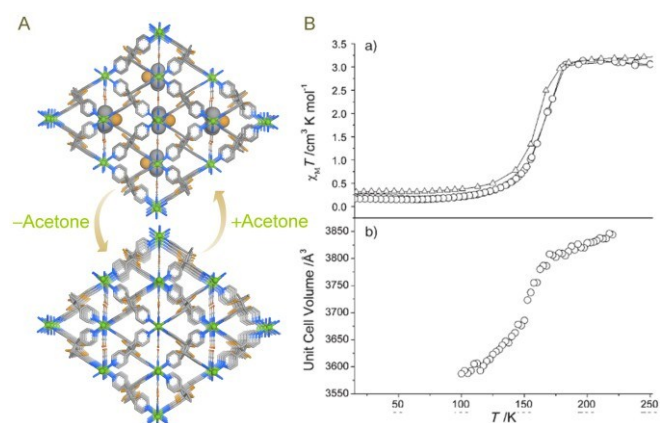 A
–Acetone
+Acetone
B
a)
χMT /cm³ K mol⁻¹
3.5
3.0
2.5
2.0
1.5
1.0
0.5
0.0
b)
Unit Cell Volume /Å³
3850
3800
3750
3700
3650
3600
3550
50
100
150
200
250
T /K